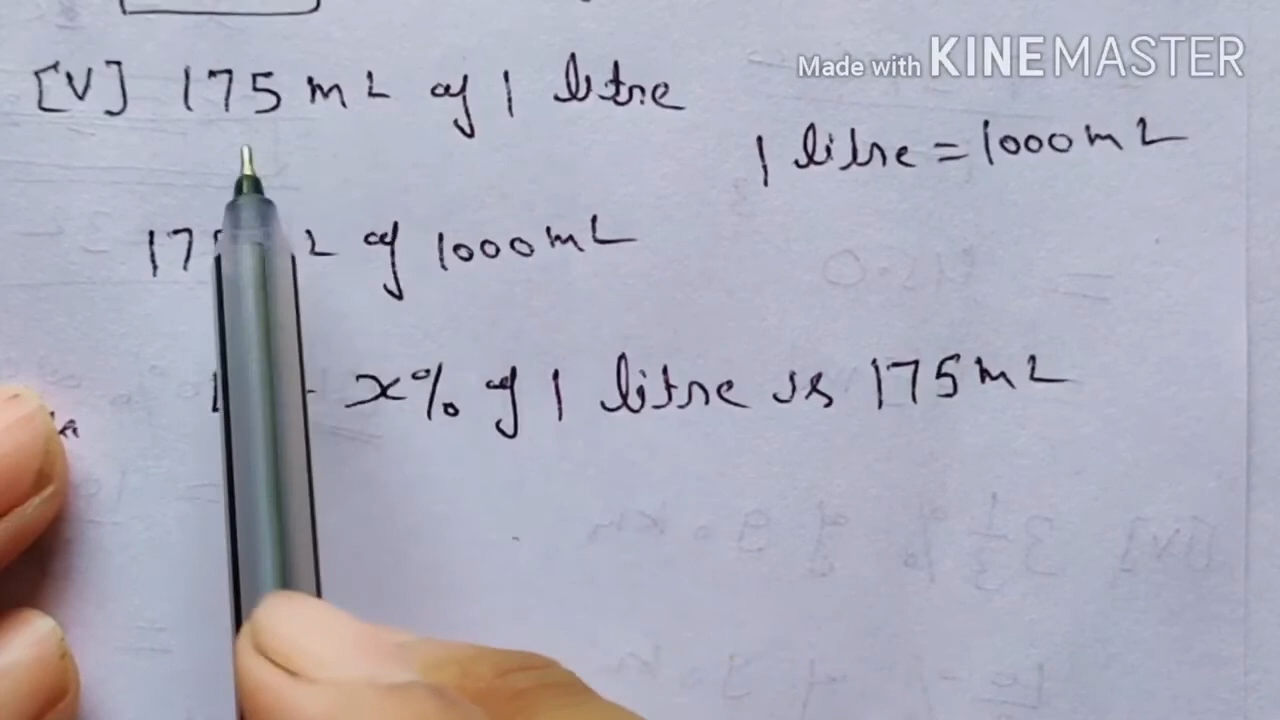 Made with KINEMASTER
[V] 175 mL of 1 litre
1 litre = 1000 mL
of 1000 mL
x% of 1 litre is 175 mL